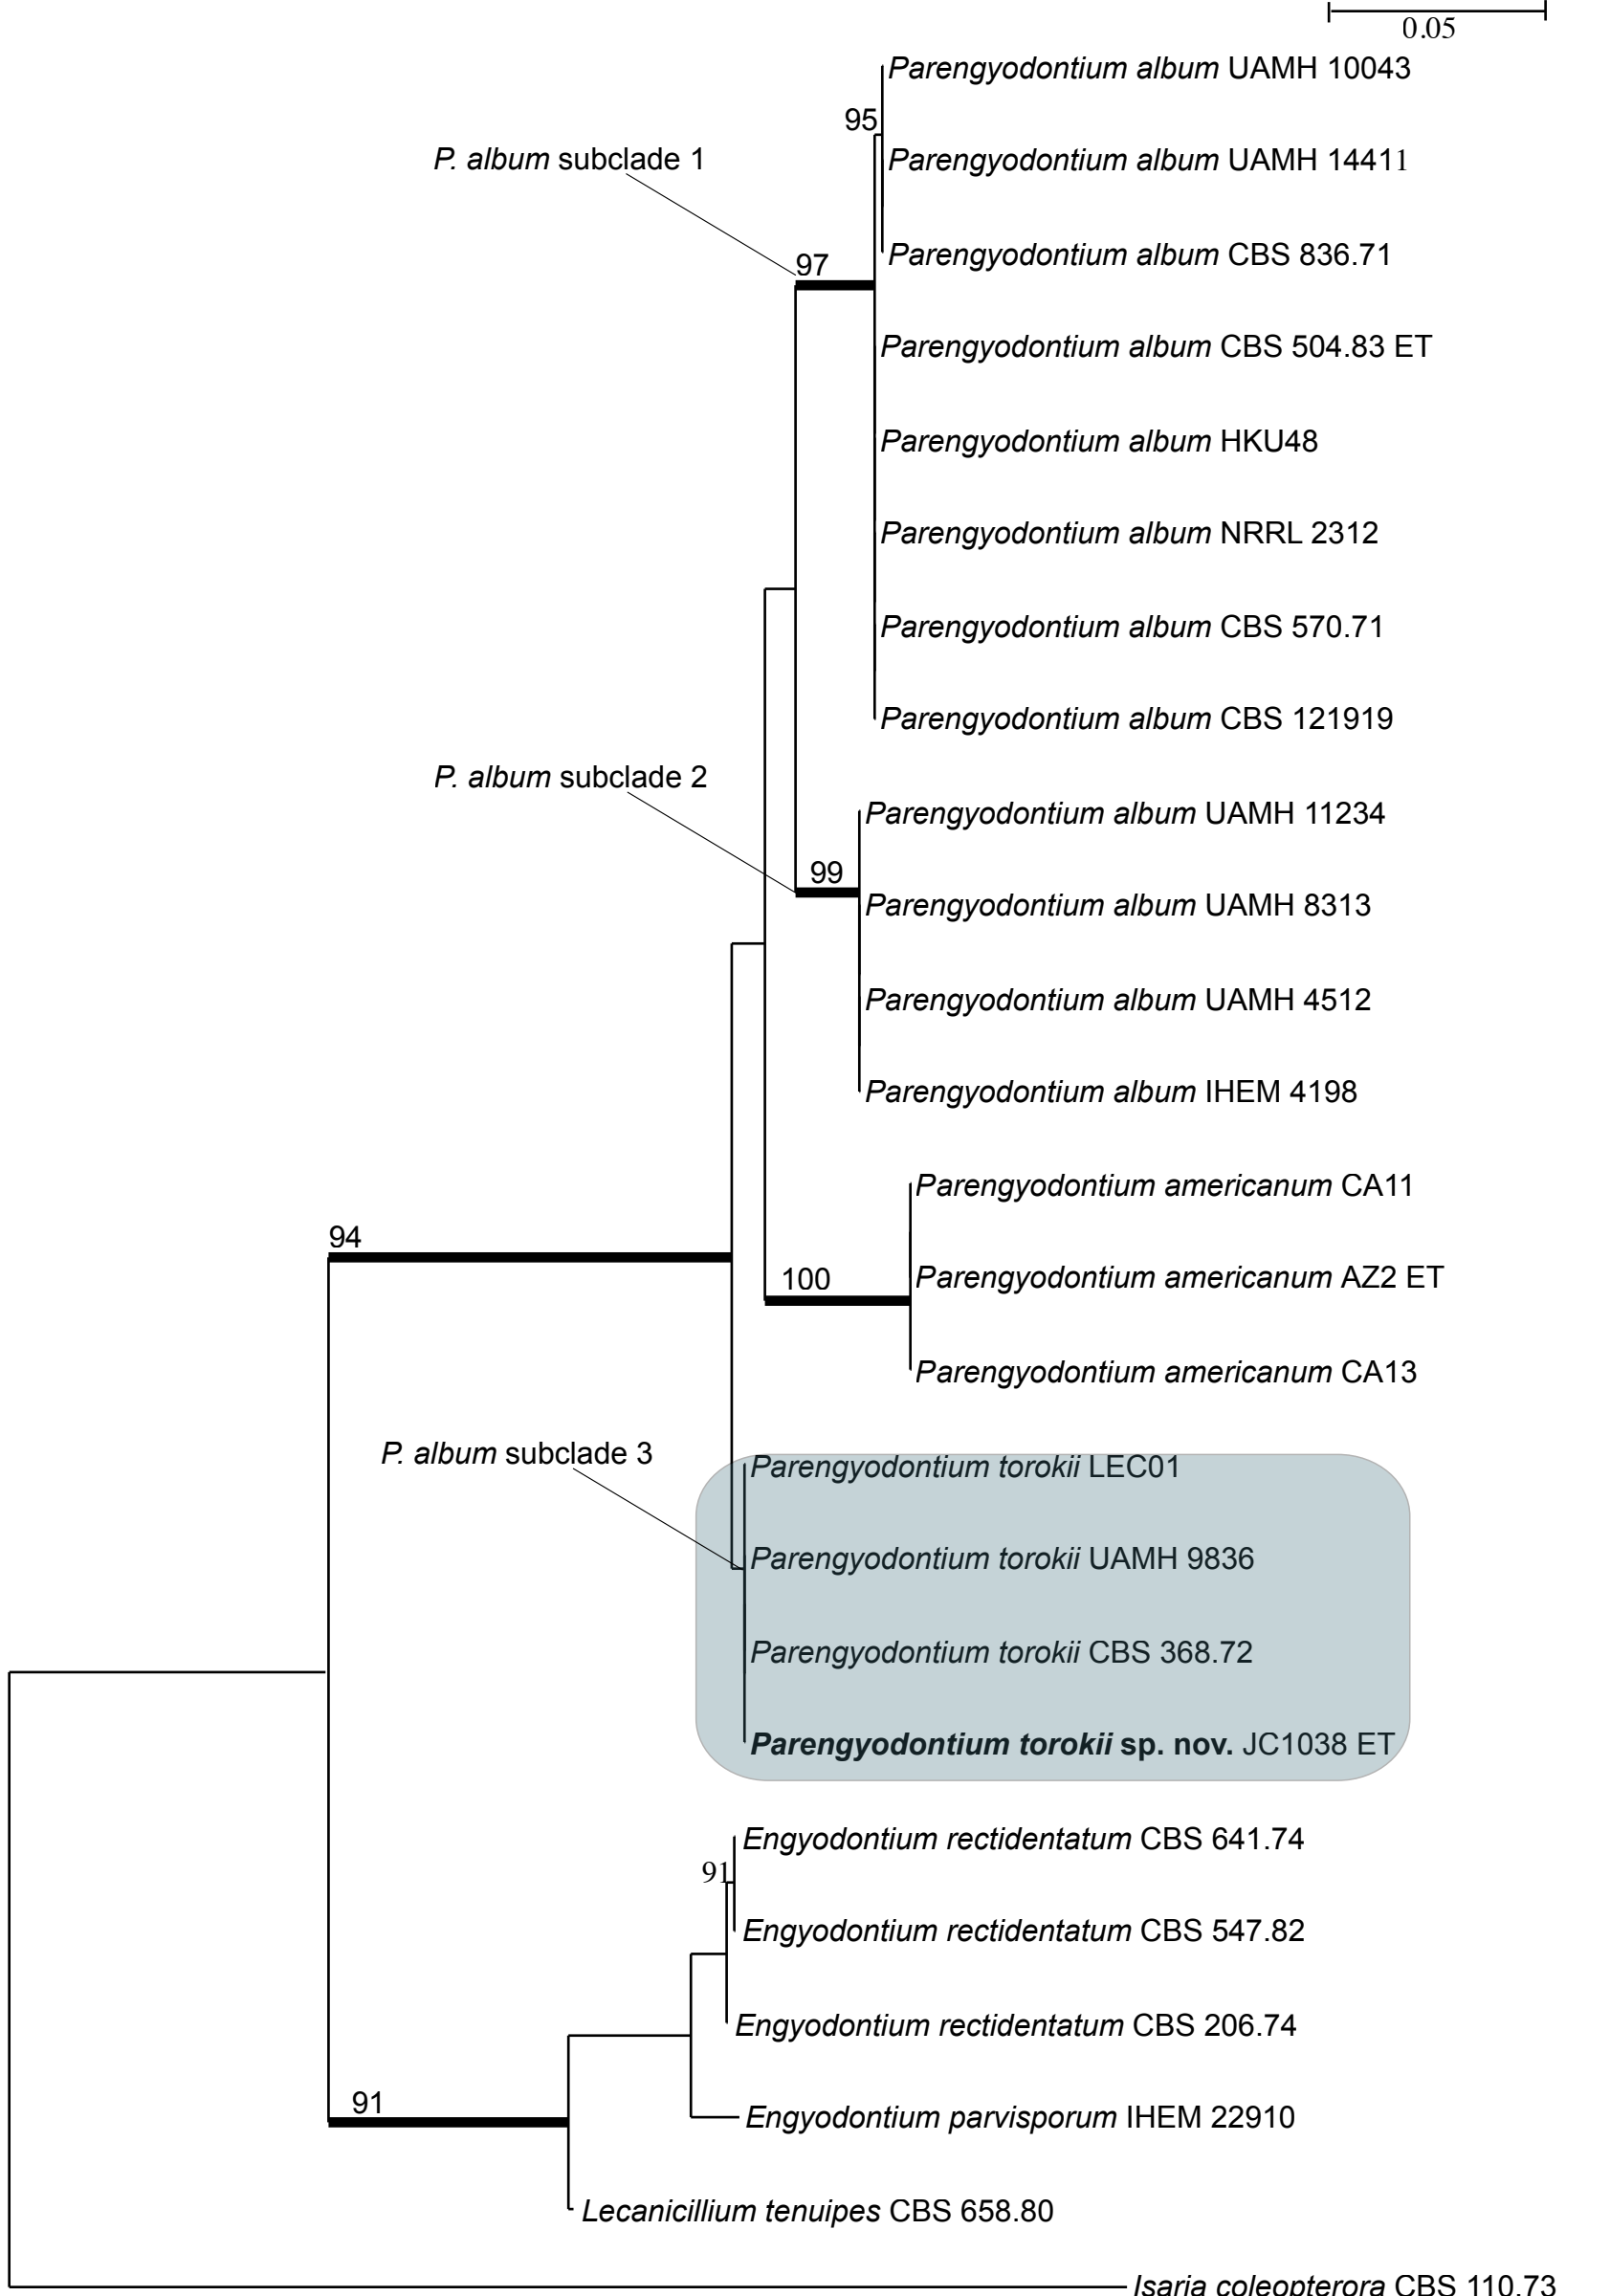 0.05
Parengyodontium album UAMH 10043
95
P. album subclade 1
Parengyodontium album UAMH 14411
Parengyodontium album CBS 836.71
97
Parengyodontium album CBS 504.83 ET
Parengyodontium album HKU48
Parengyodontium album NRRL 2312
Parengyodontium album CBS 570.71
Parengyodontium album CBS 121919
P. album subclade 2
Parengyodontium album UAMH 11234
99
Parengyodontium album UAMH 8313
Parengyodontium album UAMH 4512
Parengyodontium album IHEM 4198
Parengyodontium americanum CA11
94
100
Parengyodontium americanum AZ2 ET
Parengyodontium americanum CA13
P. album subclade 3
Parengyodontium torokii LEC01
Parengyodontium torokii UAMH 9836
Parengyodontium torokii CBS 368.72
Parengyodontium torokii sp. nov. JC1038 ET
Engyodontium rectidentatum CBS 641.74
91
Engyodontium rectidentatum CBS 547.82
Engyodontium rectidentatum CBS 206.74
91
Engyodontium parvisporum IHEM 22910
Lecanicillium tenuipes CBS 658.80
Isaria coleopterora CBS 110.73